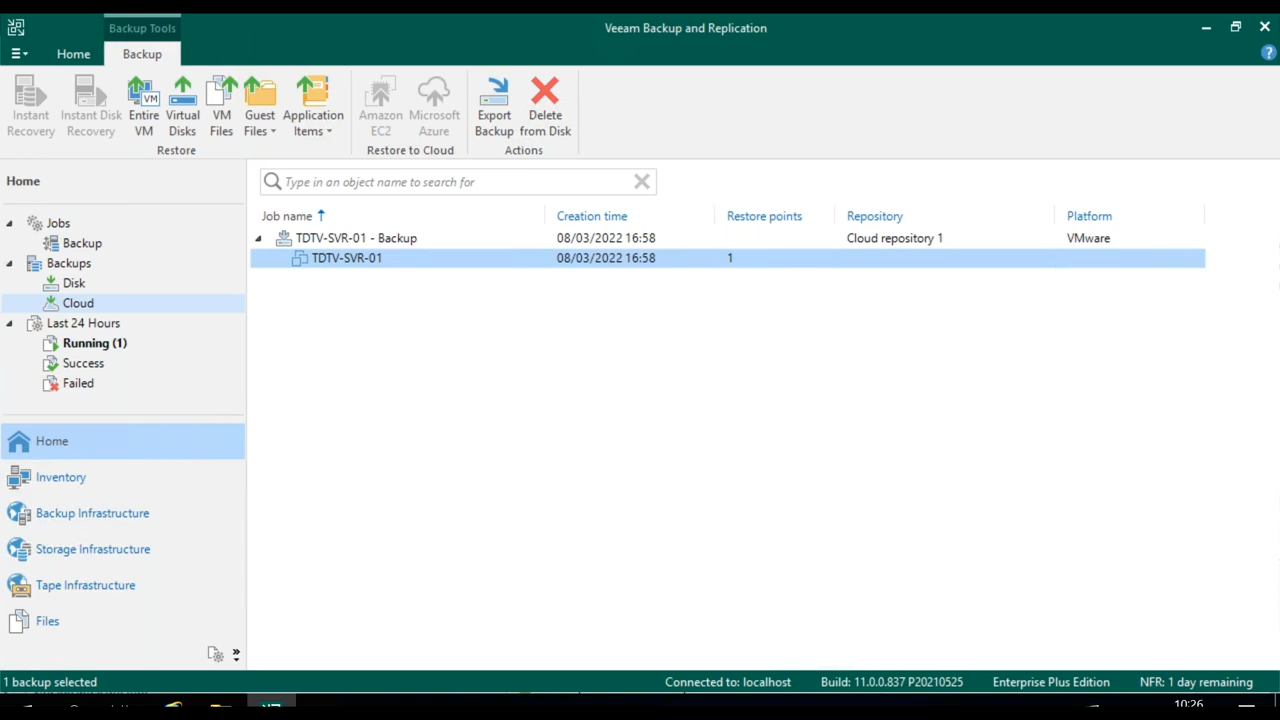 Backup Tools
Veeam Backup and Replication
Home
Backup
Instant Recovery
Instant Disk Recovery
Entire VM
Virtual Disks
VM Files
Guest Files
Application Items
Amazon EC2
Microsoft Azure
Export Backup
Delete from Disk
Restore
Restore to Cloud
Actions
Home
Type in an object name to search for
Jobs
Backup
Backups
Disk
Cloud
Last 24 Hours
Running (1)
Success
Failed
Job name
Creation time
Restore points
Repository
Platform
TDTV-SVR-01 - Backup
08/03/2022 16:58
Cloud repository 1
VMware
TDTV-SVR-01
08/03/2022 16:58
1
Home
Inventory
Backup Infrastructure
Storage Infrastructure
Tape Infrastructure
Files
1 backup selected
Connected to: localhost
Build: 11.0.0.837 P20210525
Enterprise Plus Edition
NFR: 1 day remaining
10:26